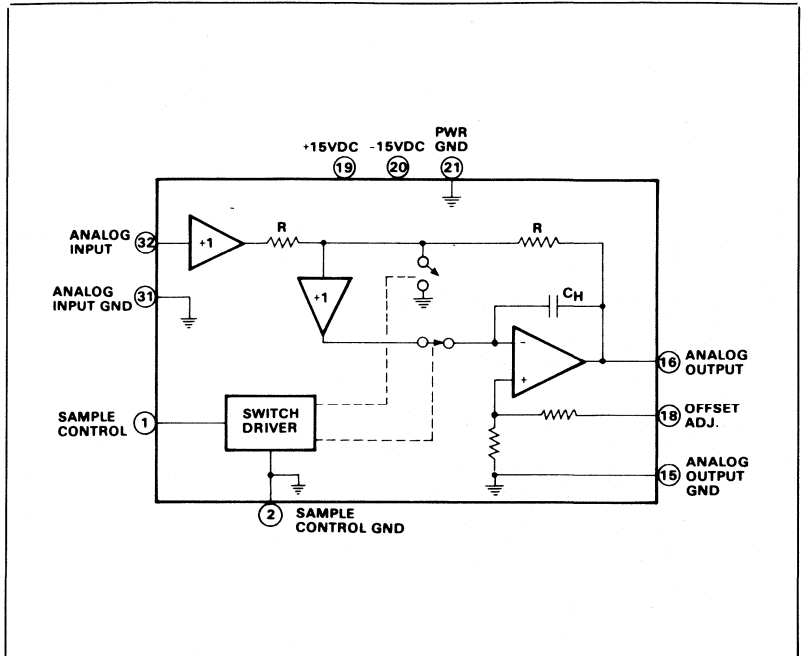 PWR
+15VDC -15VDC GND
19 20 21
ANALOG
INPUT
32
+1
R
R
ANALOG
INPUT GND
31
+1
CH
-
+
16
ANALOG
OUTPUT
SAMPLE
CONTROL
1
SWITCH
DRIVER
18
OFFSET
ADJ.
15
ANALOG
OUTPUT
GND
2
SAMPLE
CONTROL GND